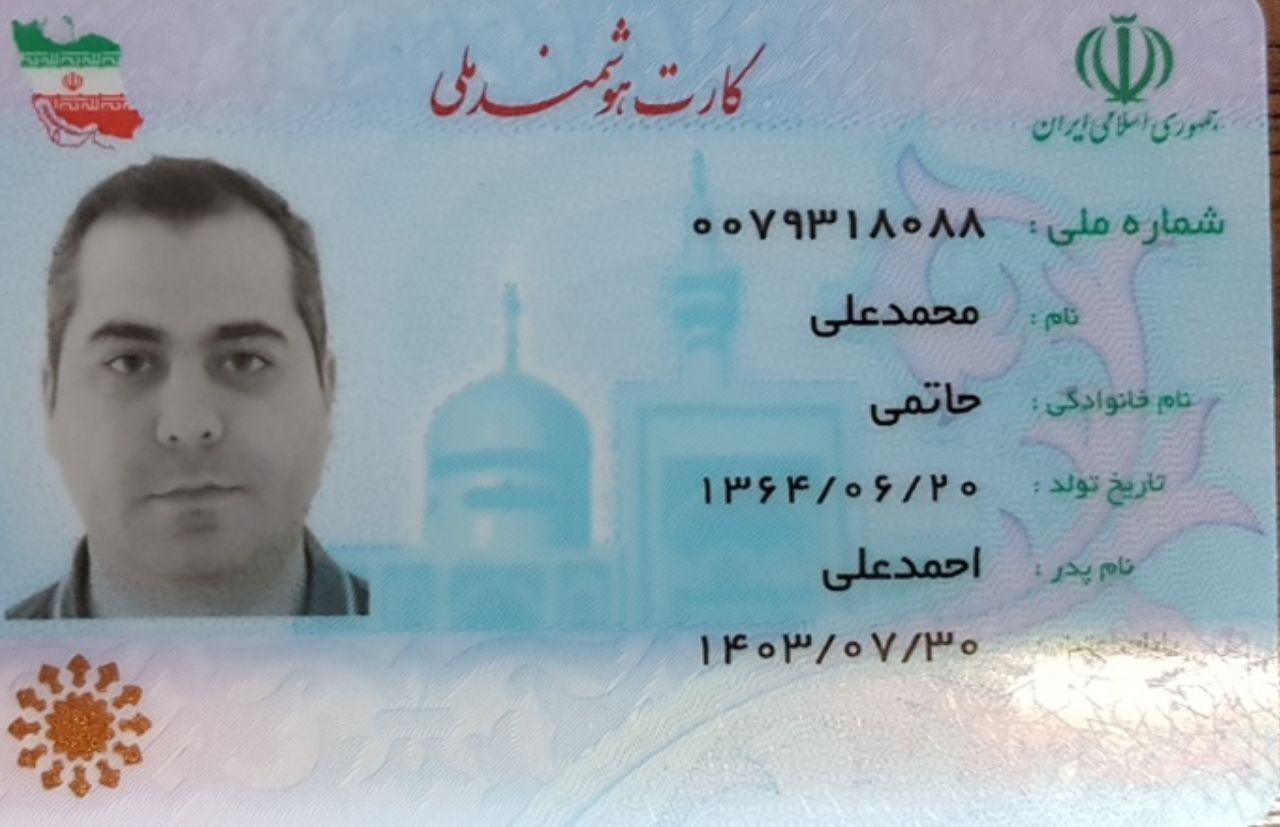 کارت هوشمند ملی
جمهوری اسلامی ایران
شماره ملی : ۰۰۷۹۳۱۸۰۸۸
نام : محمدعلی
نام خانوادگی : حاتمی
تاریخ تولد : ۱۳۶۴/۰۶/۲۰
نام پدر : احمدعلی
۱۴۰۳/۰۷/۳۰